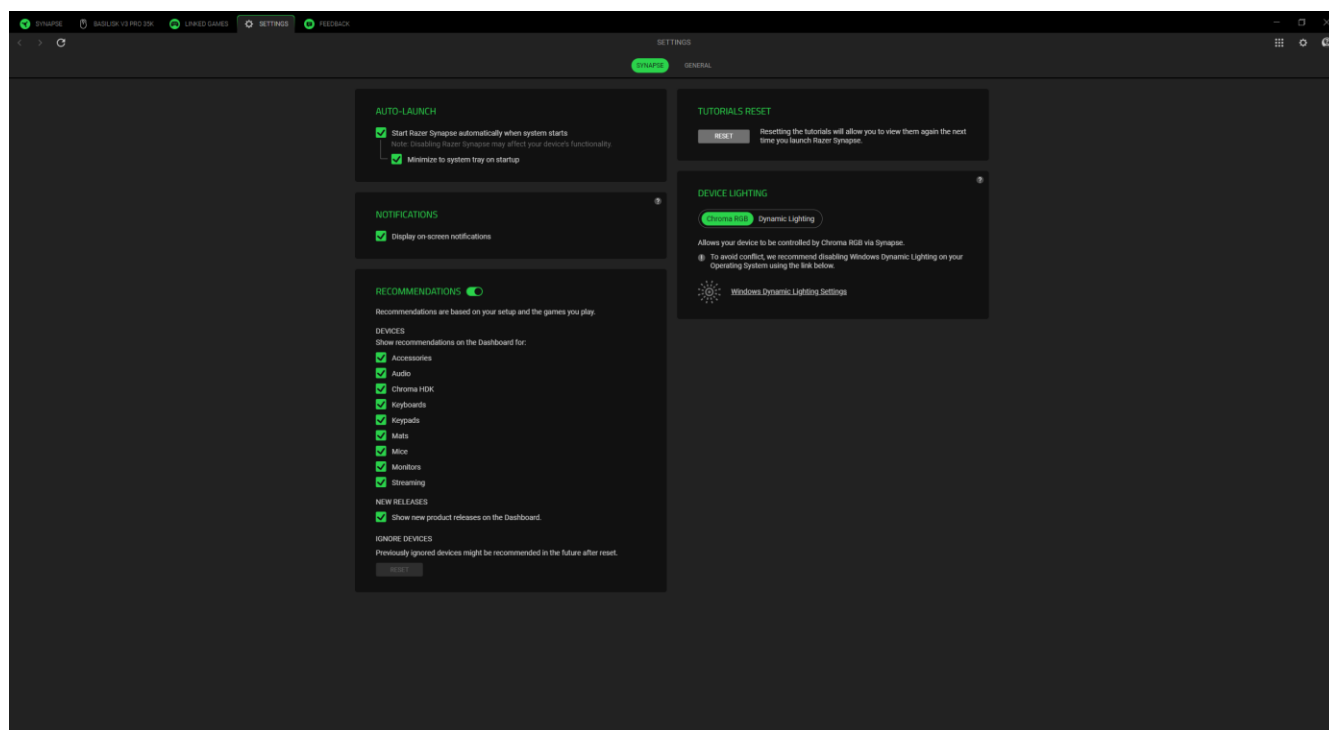 SYNAPSE
BASILISK V3 PRO 35K
LINKED GAMES
SETTINGS
FEEDBACK
SETTINGS
SYNAPSE
GENERAL
AUTO-LAUNCH
Start Razer Synapse automatically when system starts
Note: Disabling Razer Synapse may affect your device's functionality.
Minimize to system tray on startup
NOTIFICATIONS
Display on-screen notifications
RECOMMENDATIONS
Recommendations are based on your setup and the games you play.
DEVICES
Show recommendations on the Dashboard for:
Accessories
Audio
Chroma HDK
Keyboards
Keypads
Mats
Mice
Monitors
Streaming
NEW RELEASES
Show new product releases on the Dashboard.
IGNORE DEVICES
Previously ignored devices might be recommended in the future after reset.
RESET
TUTORIALS RESET
RESET
Resetting the tutorials will allow you to view them again the next
time you launch Razer Synapse.
DEVICE LIGHTING
Chroma RGB
Dynamic Lighting
Allows your device to be controlled by Chroma RGB via Synapse.
To avoid conflict, we recommend disabling Windows Dynamic Lighting on your
Operating System using the link below.
Windows Dynamic Lighting Settings